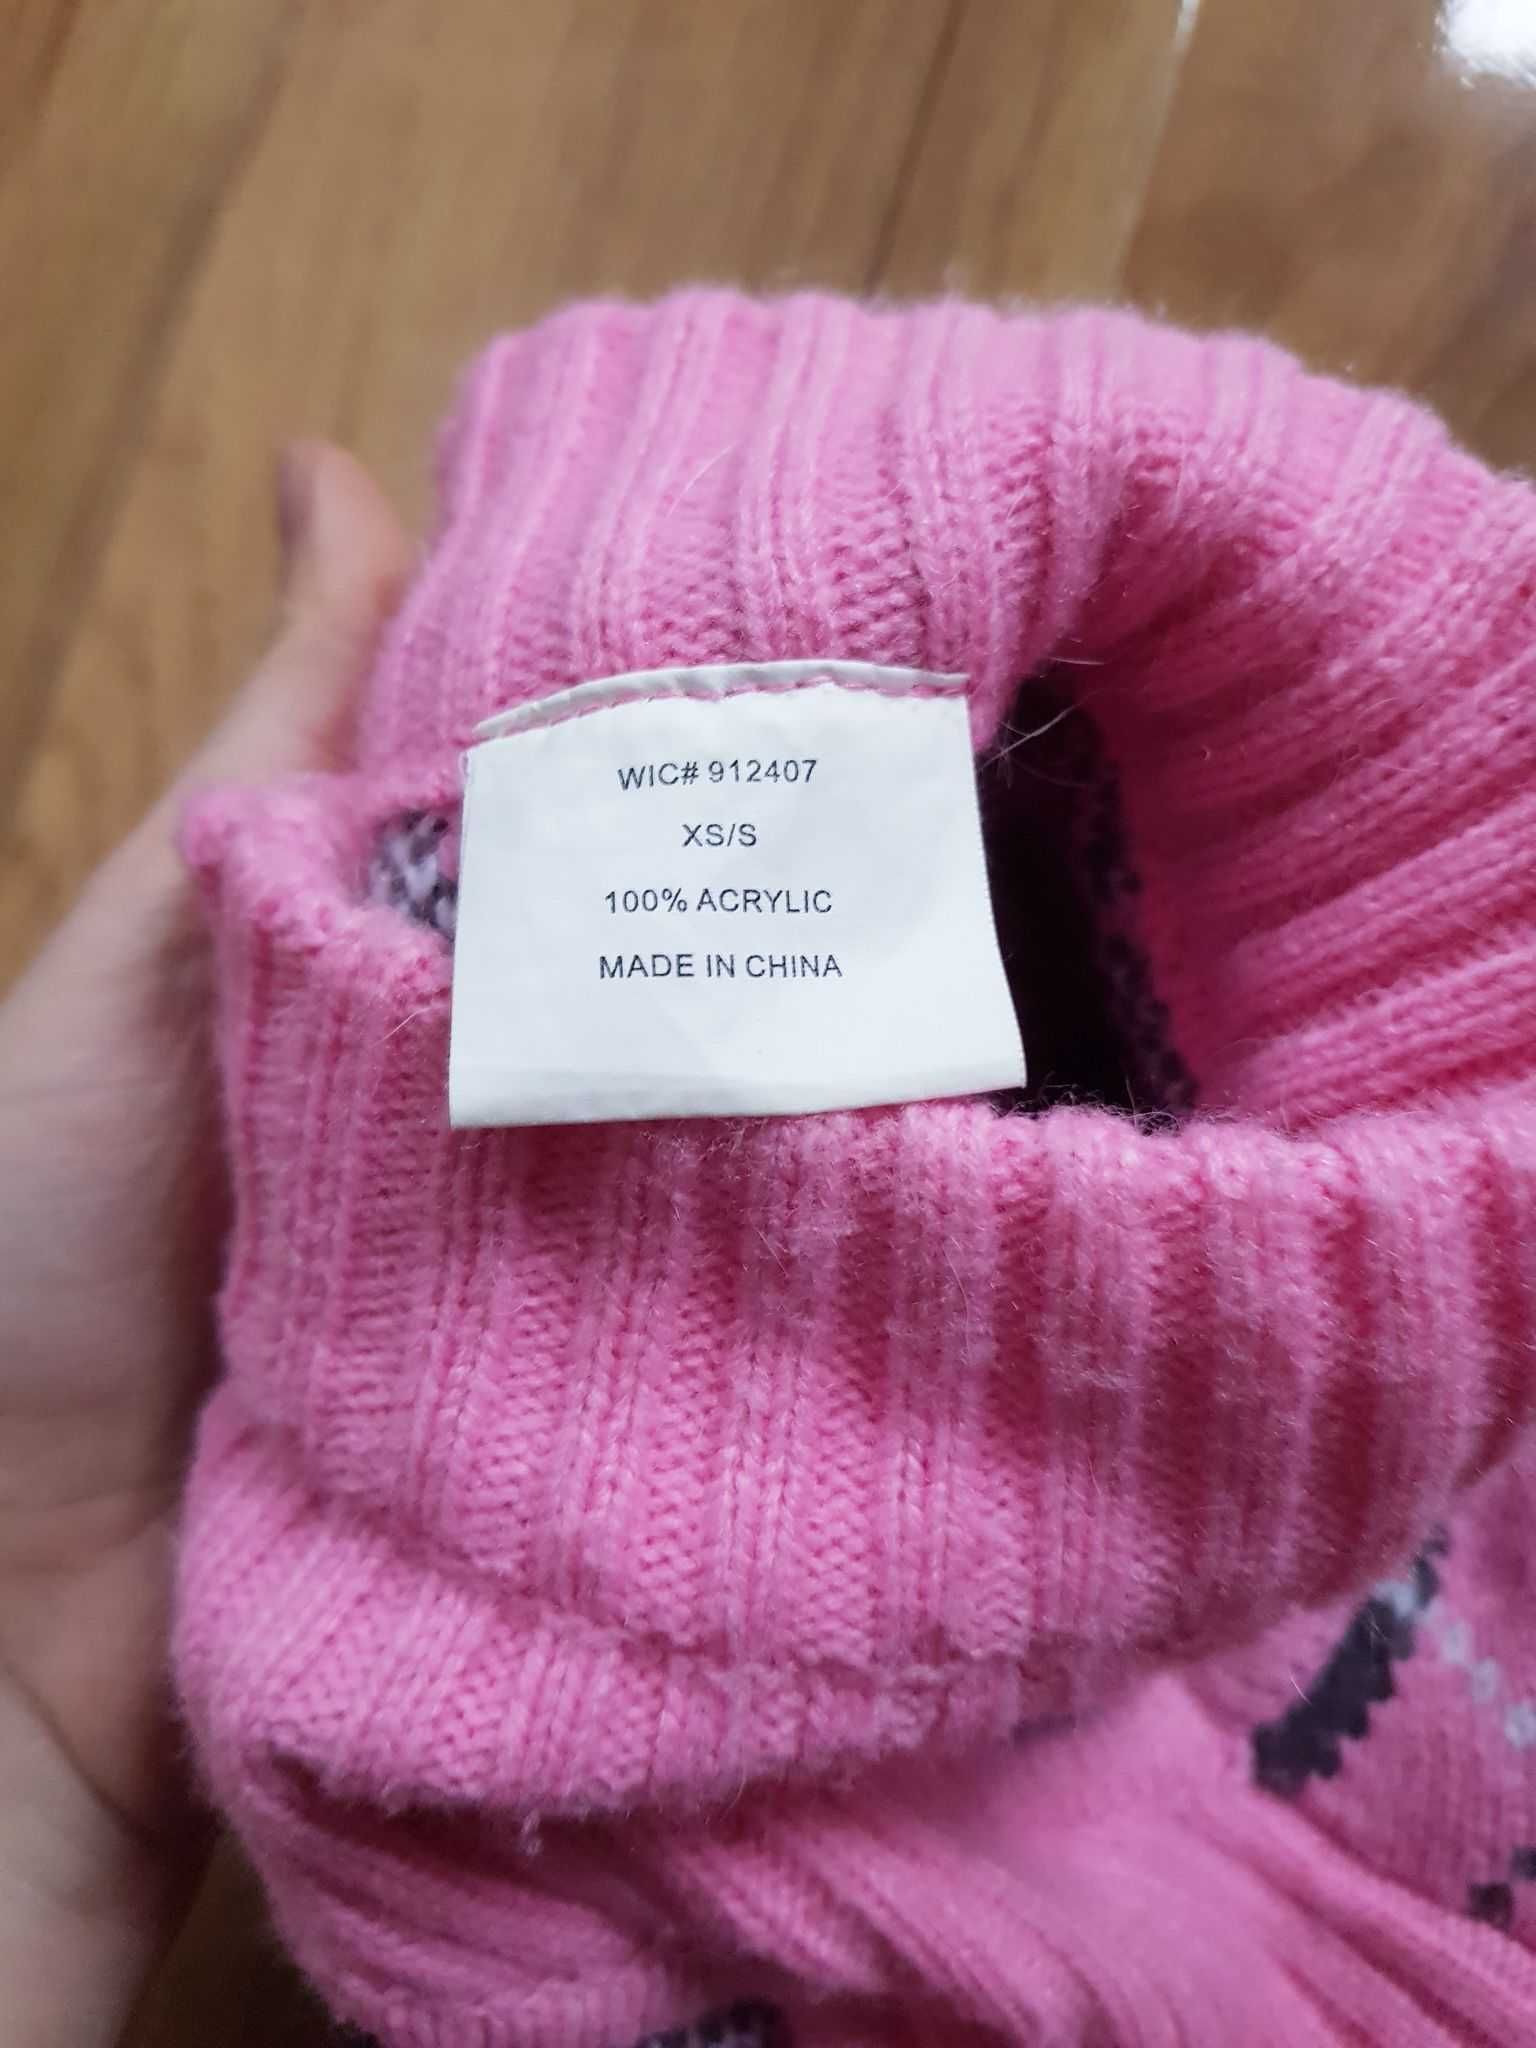 WIC# 912407
XS/S
100% ACRYLIC
MADE IN CHINA